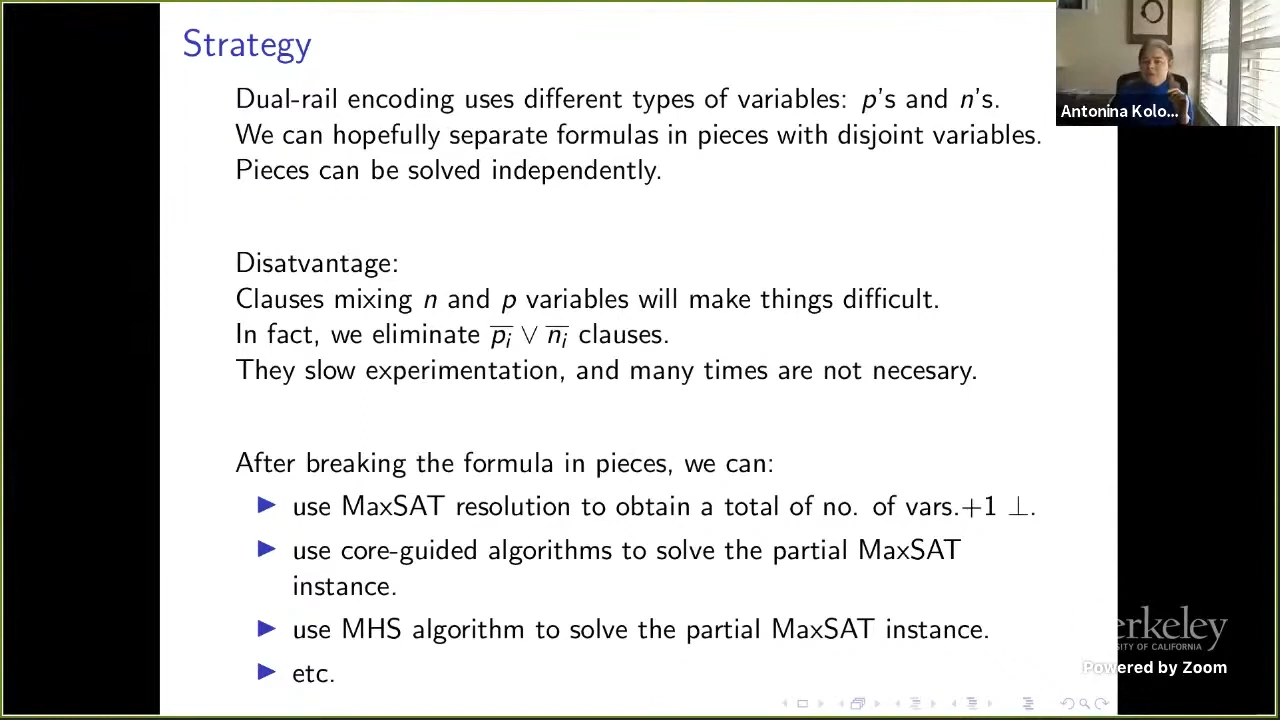 Strategy
Dual-rail encoding uses different types of variables: p's and n's.
We can hopefully separate formulas in pieces with disjoint variables.
Pieces can be solved independently.
Disatvantage:
Clauses mixing n and p variables will make things difficult.
In fact, we eliminate p̅ᵢ ∨ n̅ᵢ clauses.
They slow experimentation, and many times are not necesary.
After breaking the formula in pieces, we can:
▶ use MaxSAT resolution to obtain a total of no. of vars.+1 ⊥.
▶ use core-guided algorithms to solve the partial MaxSAT
instance.
▶ use MHS algorithm to solve the partial MaxSAT instance.
▶ etc.
Antonina Kolo...
erkeley
SITY OF CALIFORNIA
Powered by Zoom